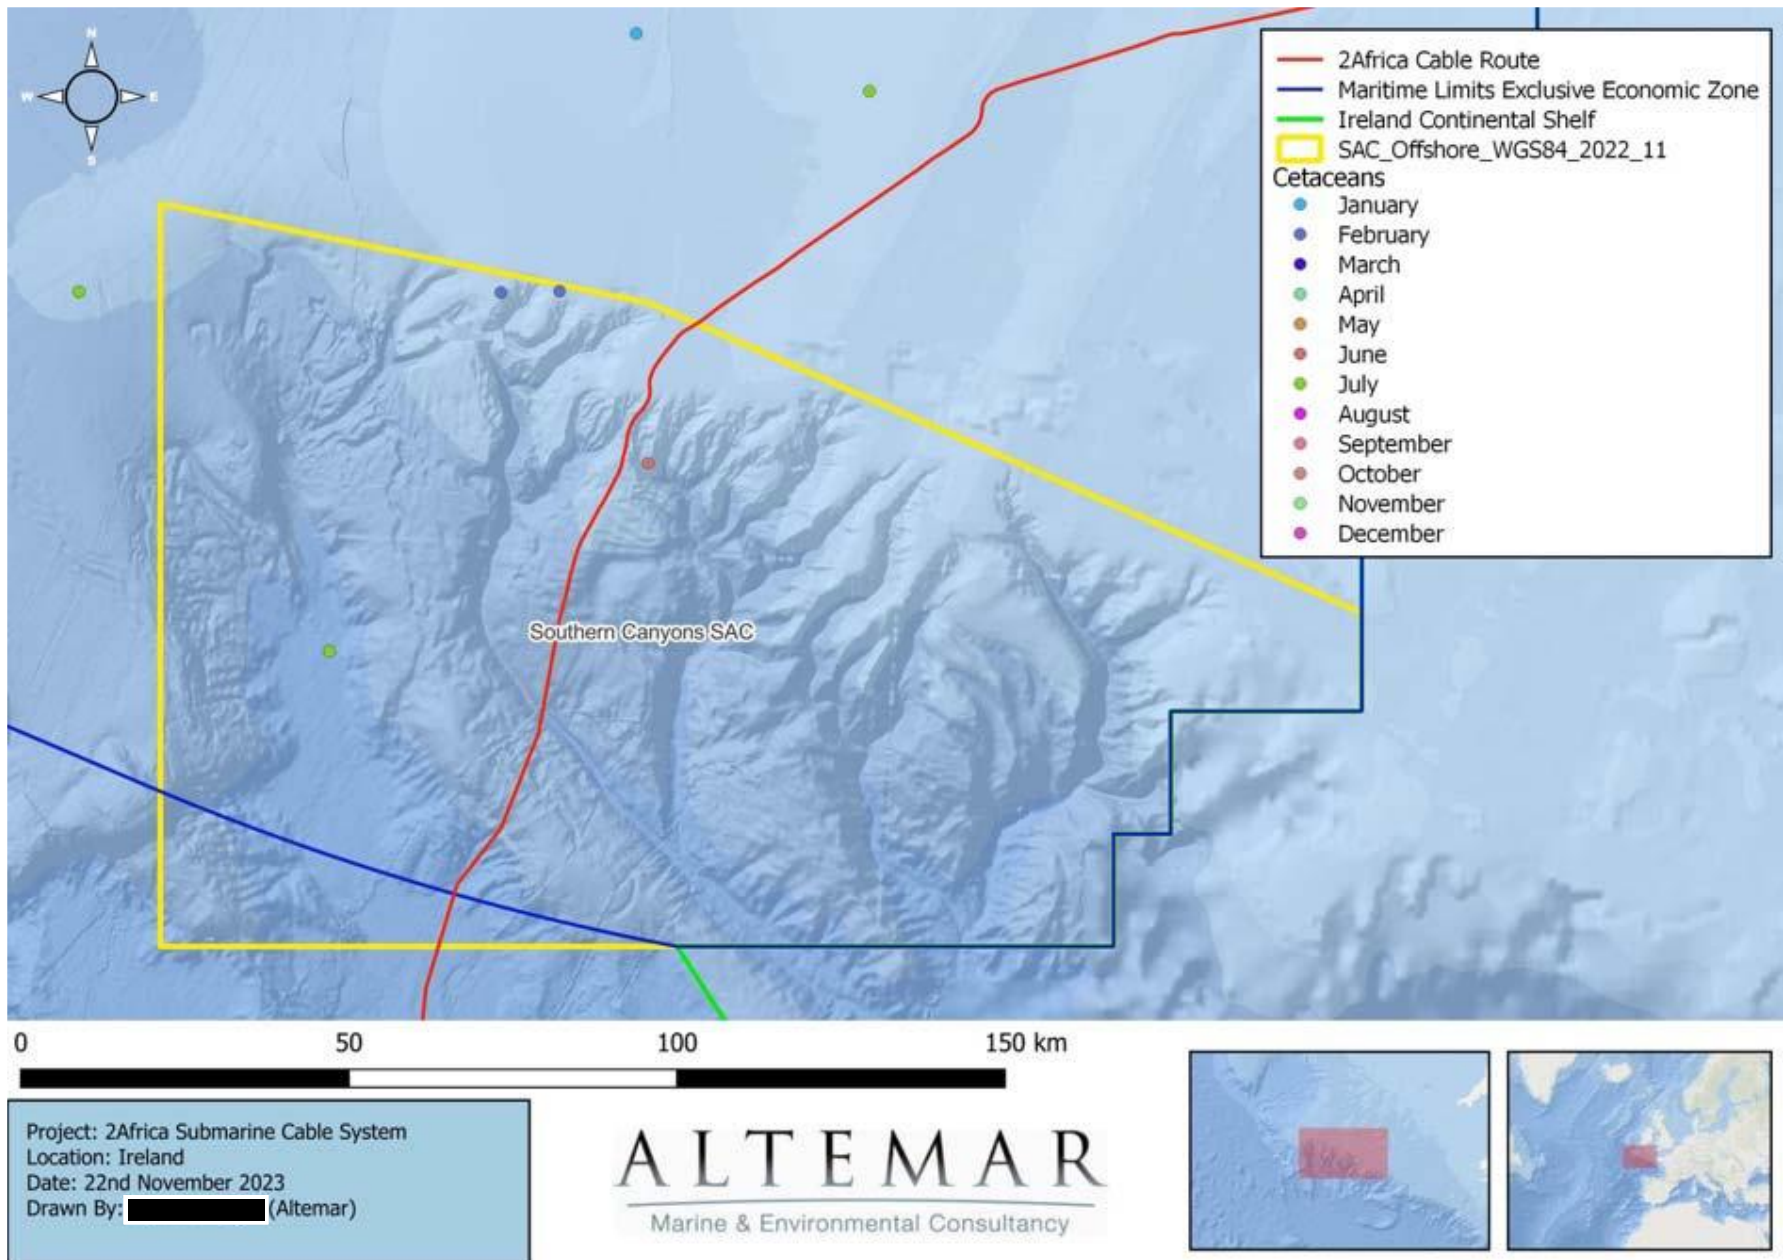 N
W
E
S
2Africa Cable Route
Maritime Limits Exclusive Economic Zone
Ireland Continental Shelf
SAC_Offshore_WGS84_2022_11
Cetaceans
January
February
March
April
May
June
July
August
September
October
November
December
Southern Canyons SAC
0 50 100 150 km
Project: 2Africa Submarine Cable System
Location: Ireland
Date: 22nd November 2023
Drawn By: (Altemar)
ALTEMAR
Marine & Environmental Consultancy